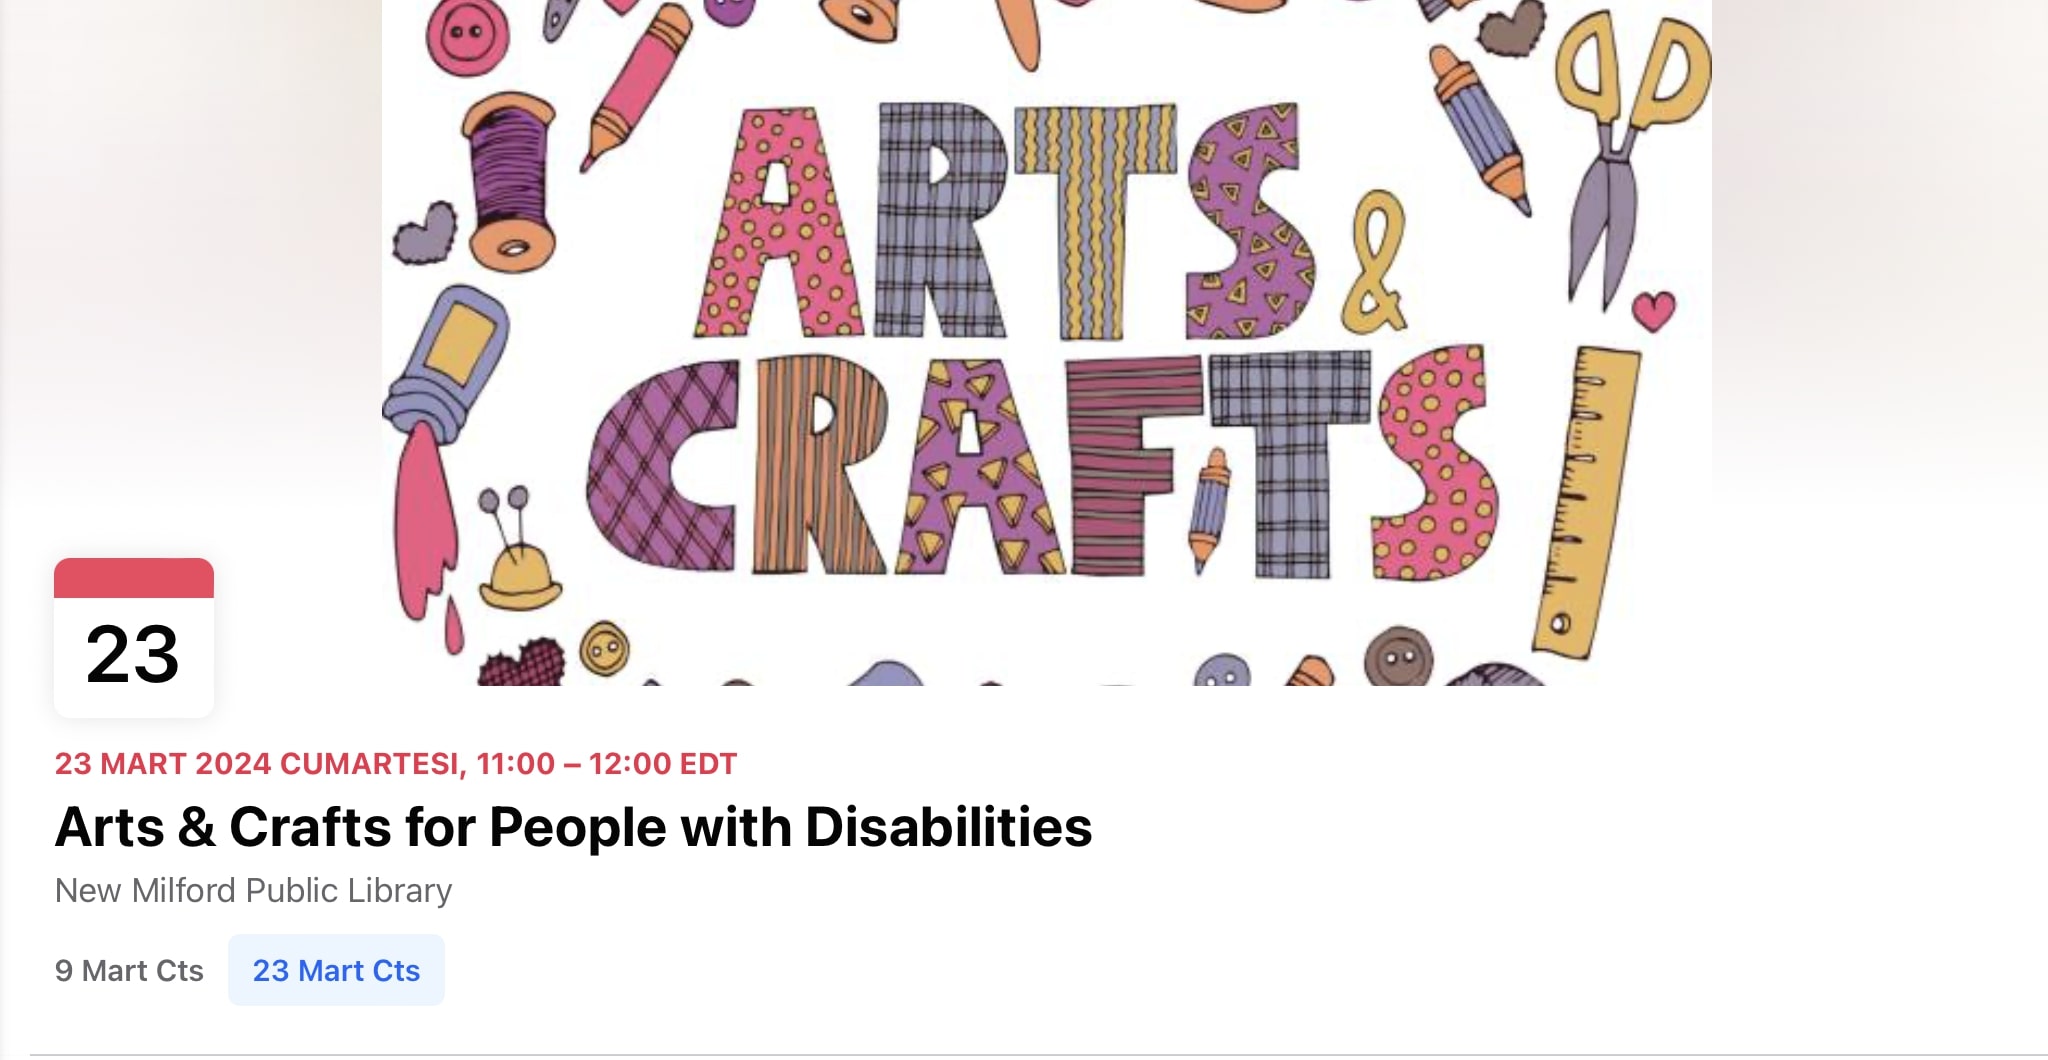 ARTS &
CRAFTS
23
23 MART 2024 CUMARTESI, 11:00 – 12:00 EDT
Arts & Crafts for People with Disabilities
New Milford Public Library
9 Mart Cts 23 Mart Cts